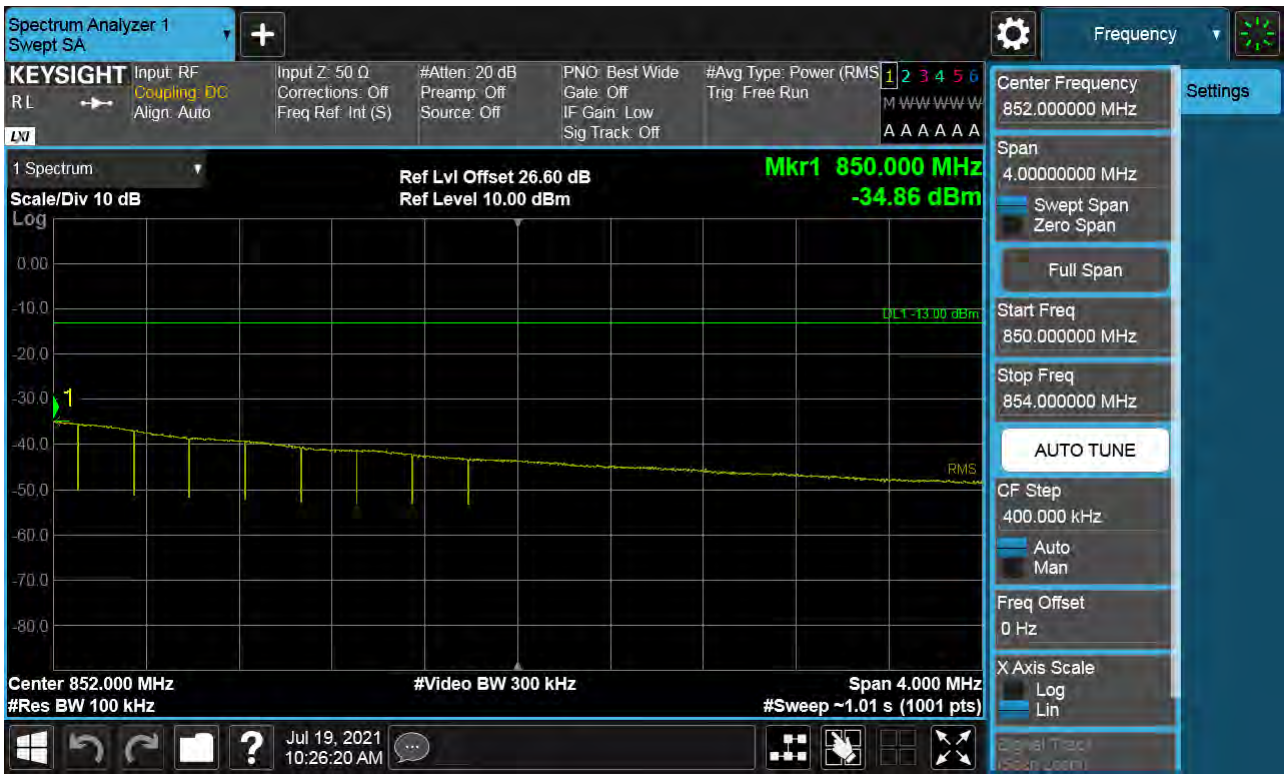 Spectrum Analyzer 1
Swept SA
+
Frequency
KEYSIGHT
R L
LXI
Input: RF
Coupling: DC
Align: Auto
Input Z: 50 Ω
Corrections: Off
Freq Ref: Int (S)
#Atten: 20 dB
Preamp: Off
Source: Off
PNO: Best Wide
Gate: Off
IF Gain: Low
Sig Track: Off
#Avg Type: Power (RMS
Trig: Free Run
1 2 3 4 5 6
M W W W W W
A A A A A A
1 Spectrum
Scale/Div 10 dB
Log
Ref Lvl Offset 26.60 dB
Ref Level 10.00 dBm
Mkr1 850.000 MHz
-34.86 dBm
0.00
-10.0
DL1 -13.00 dBm
-20.0
-30.0
1
-40.0
RMS
-50.0
-60.0
-70.0
-80.0
Center 852.000 MHz
#Res BW 100 kHz
#Video BW 300 kHz
Span 4.000 MHz
#Sweep ~1.01 s (1001 pts)
Center Frequency
852.000000 MHz
Settings
Span
4.00000000 MHz
Swept Span
Zero Span
Full Span
Start Freq
850.000000 MHz
Stop Freq
854.000000 MHz
AUTO TUNE
CF Step
400.000 kHz
Auto
Man
Freq Offset
0 Hz
X Axis Scale
Log
Lin
Signal Track
(Span Zoom)
?
Jul 19, 2021
10:26:20 AM